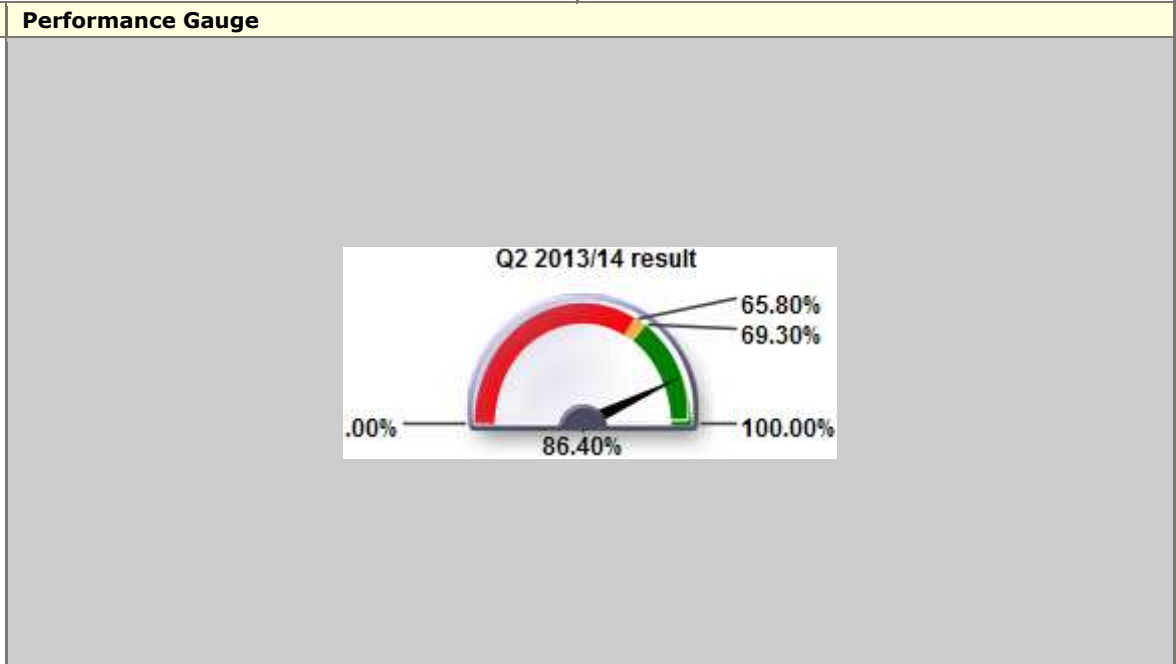 Performance Gauge
Q2 2013/14 result
65.80%
69.30%
.00%
100.00%
86.40%